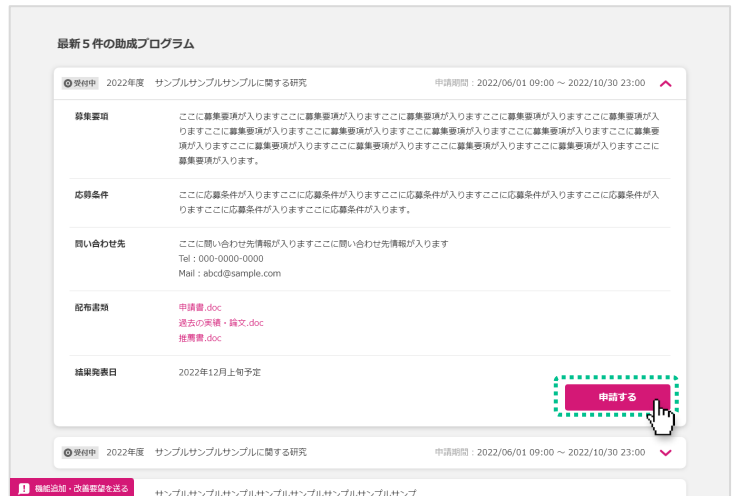 最新5件の助成プログラム
受付中 2022年度 サンプルサンプルサンプルに関する研究 申請期間：2022/06/01 09:00 ～ 2022/10/30 23:00
募集要項 ここに募集要項が入りますここに募集要項が入りますここに募集要項が入りますここに募集要項が入りますここに募集要項が入
りますここに募集要項が入りますここに募集要項が入りますここに募集要項が入りますここに募集要項が入りますここに募集要
項が入りますここに募集要項が入りますここに募集要項が入りますここに募集要項が入りますここに募集要項が入りますここに
募集要項が入ります。
応募条件 ここに応募条件が入りますここに応募条件が入りますここに応募条件が入りますここに応募条件が入りますここに応募条件が入
りますここに応募条件が入りますここに応募条件が入ります。
問い合わせ先 ここに問い合わせ先情報が入りますここに問い合わせ先情報が入ります
Tel：000-0000-0000
Mail：abcd@sample.com
配布書類 申請書.doc
過去の実績・論文.doc
推薦書.doc
結果発表日 2022年12月上旬予定
申請する
受付中 2022年度 サンプルサンプルサンプルに関する研究 申請期間：2022/06/01 09:00 ～ 2022/10/30 23:00
機能追加・改善要望を送る
サンプルサンプルサンプルサンプルサンプルサンプルサンプルサンプ